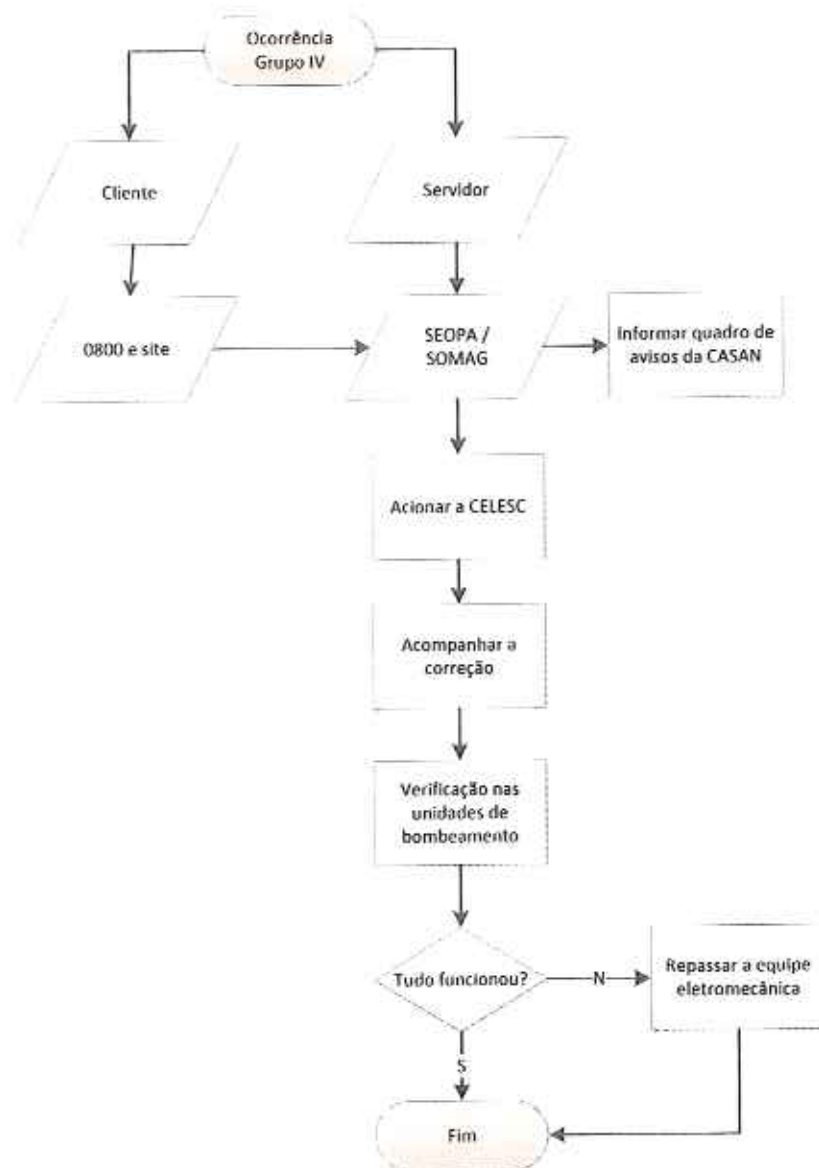 Ocorrência
Grupo IV
Cliente
Servidor
0800 e site
SEOPA /
SOMAG
Informar quadro de
avisos da CASAN
Acionar a CELESC
Acompanhar a
correção
Verificação nas
unidades de
bombeamento
Tudo funcionou?
N
Repassar a equipe
eletromecânica
S
Fim